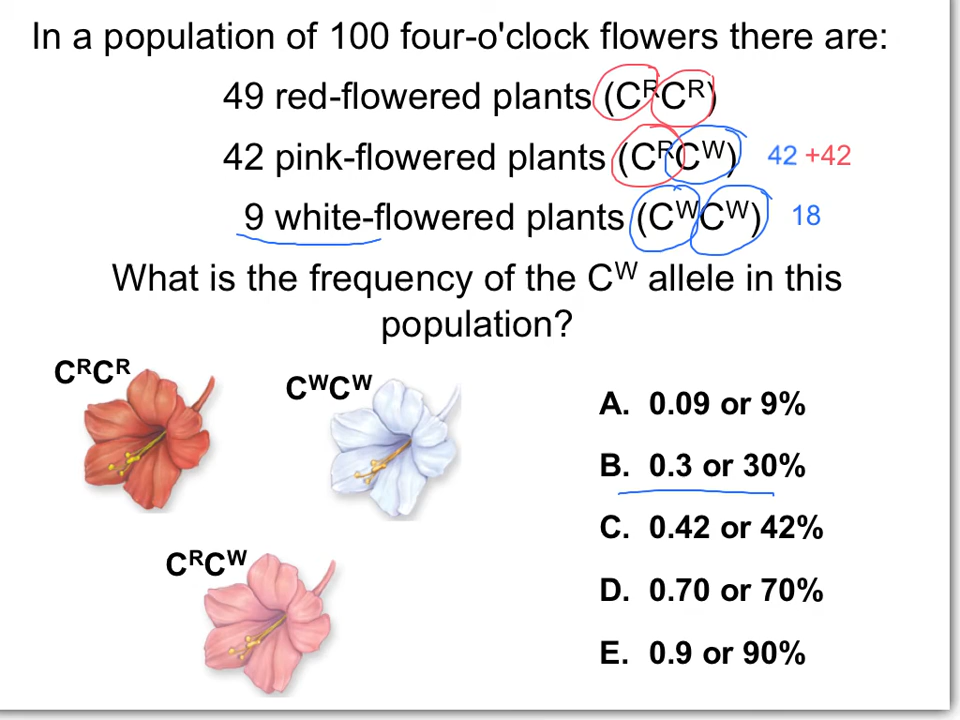 In a population of 100 four-o'clock flowers there are:
49 red-flowered plants (CᴿCᴿ)
42 pink-flowered plants (CᴿCᵂ) 42 +42
9 white-flowered plants (CᵂCᵂ) 18
What is the frequency of the Cᵂ allele in this
population?
CᴿCᴿ
CᵂCᵂ
CᴿCᵂ
A. 0.09 or 9%
B. 0.3 or 30%
C. 0.42 or 42%
D. 0.70 or 70%
E. 0.9 or 90%